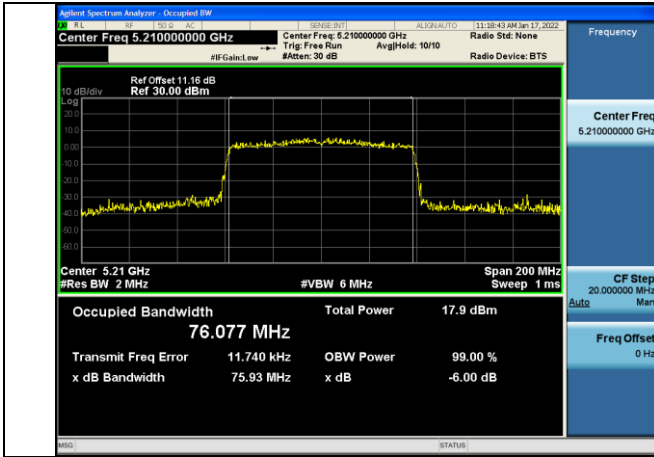 Agilent Spectrum Analyzer - Occupied BW
RL RF 50 Ω AC SENSE:INT ALIGNAUTO 11:18:43 AM Jan 17, 2022
Center Freq 5.210000000 GHz
Center Freq: 5.210000000 GHz
Radio Std: None
Trig: Free Run Avg|Hold: 10/10
#IFGain:Low #Atten: 30 dB Radio Device: BTS
Ref Offset 11.16 dB
10 dB/div Ref 30.00 dBm
Log
20.0
10.0
0.00
-10.0
-20.0
-30.0
-40.0
-50.0
-60.0
Center 5.21 GHz Span 200 MHz
#Res BW 2 MHz #VBW 6 MHz Sweep 1 ms
Occupied Bandwidth Total Power 17.9 dBm
76.077 MHz
Transmit Freq Error 11.740 kHz OBW Power 99.00 %
x dB Bandwidth 75.93 MHz x dB -6.00 dB
MSG STATUS
Frequency
Center Freq
5.210000000 GHz
CF Step
20.000000 MHz
Auto Man
Freq Offset
0 Hz